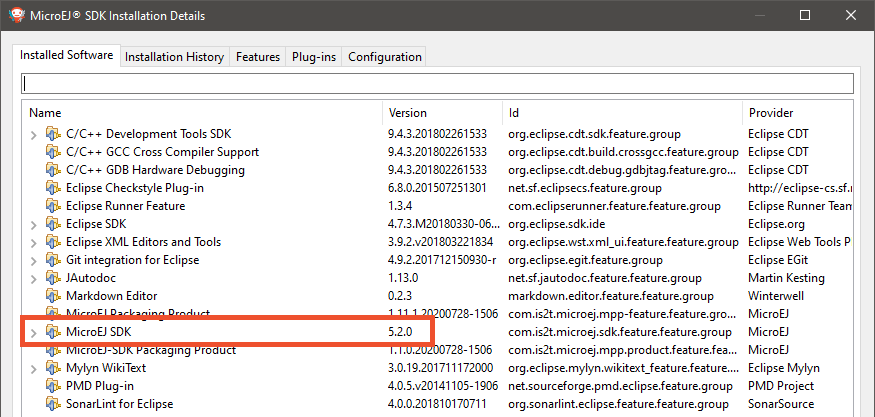 MicroEJ® SDK Installation Details
Installed Software Installation History Features Plug-ins Configuration
Name Version Id Provider
C/C++ Development Tools SDK 9.4.3.201802261533 org.eclipse.cdt.sdk.feature.group Eclipse CDT
C/C++ GCC Cross Compiler Support 9.4.3.201802261533 org.eclipse.cdt.build.crossgcc.feature.group Eclipse CDT
C/C++ GDB Hardware Debugging 9.4.3.201802261533 org.eclipse.cdt.debug.gdbjtag.feature.gro... Eclipse CDT
Eclipse Checkstyle Plug-in 6.8.0.201507251301 net.sf.eclipsecs.feature.group http://eclipse-cs.sf.r
Eclipse Runner Feature 1.3.4 com.eclipserunner.feature.feature.group Eclipse Runner Team
Eclipse SDK 4.7.3.M20180330-06... org.eclipse.sdk.ide Eclipse.org
Eclipse XML Editors and Tools 3.9.2.v201803221834 org.eclipse.wst.xml_ui.feature.feature.group Eclipse Web Tools P
Git integration for Eclipse 4.9.2.201712150930-r org.eclipse.egit.feature.group Eclipse EGit
JAutodoc 1.13.0 net.sf.jautodoc.feature.feature.group Martin Kesting
Markdown Editor 0.2.3 markdown.editor.feature.feature.group Winterwell
MicroEJ Packaging Product 1.11.1.20200728-1506 com.is2t.microej.mpp-feature.feature.gro... MicroEJ
MicroEJ SDK 5.2.0 com.is2t.microej.sdk.feature.feature.group MicroEJ
MicroEJ-SDK Packaging Product 1.1.0.20200728-1506 com.is2t.microej.mpp.product.feature.fea... MicroEJ
Mylyn WikiText 3.0.19.201711172000 org.eclipse.mylyn.wikitext_feature.feature.... Eclipse Mylyn
PMD Plug-in 4.0.5.v20141105-1906 net.sourceforge.pmd.eclipse.feature.group PMD Project
SonarLint for Eclipse 4.0.0.201810170711 org.sonarlint.eclipse.feature.feature.group SonarSource